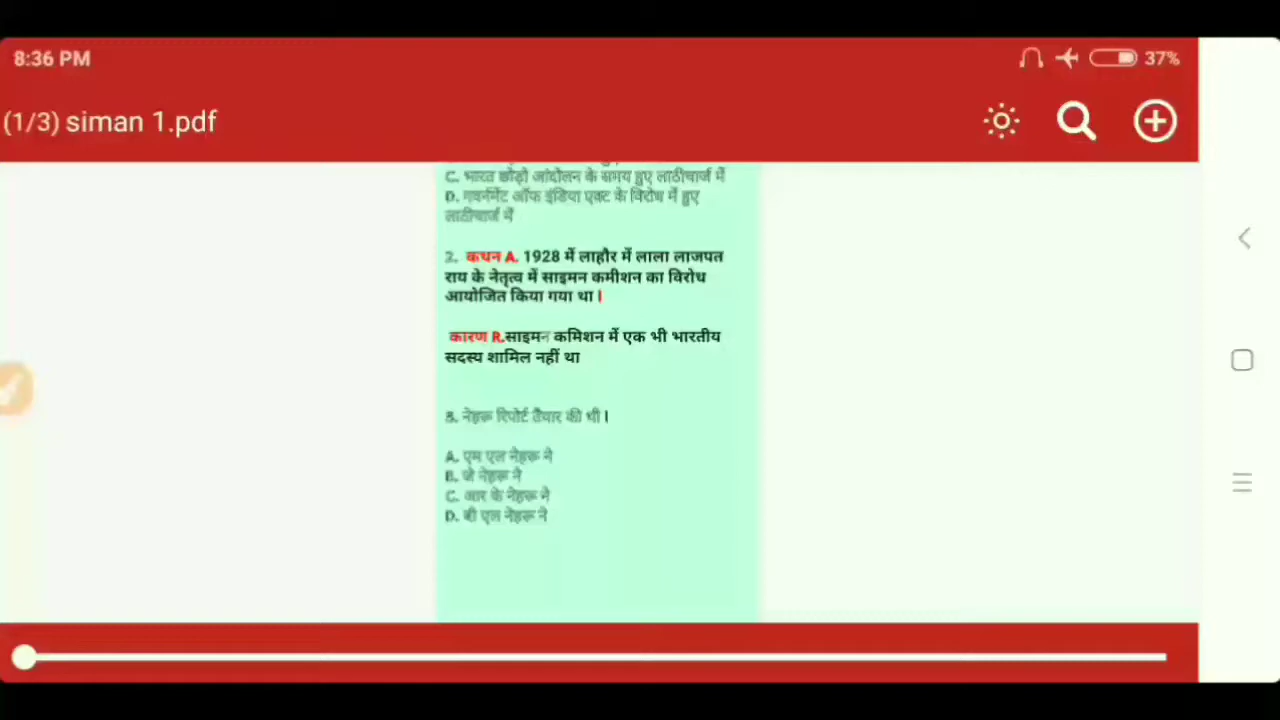 8:36 PM
37%
(1/3) siman 1.pdf
C. भारत छोड़ो आंदोलन के समय हुए लाठीचार्ज में
D. गवर्नमेंट ऑफ इंडिया एक्ट के विरोध में हुए
लाठीचार्ज में
2. कथन A. 1928 में लाहौर में लाला लाजपत
राय के नेतृत्व में साइमन कमीशन का विरोध
आयोजित किया गया था |
कारण R.साइमन कमिशन में एक भी भारतीय
सदस्य शामिल नहीं था
3. नेहरू रिपोर्ट तैयार की थी |
A. एम एल नेहरू ने
B. जे नेहरू ने
C. आर के नेहरू ने
D. बी एल नेहरू ने